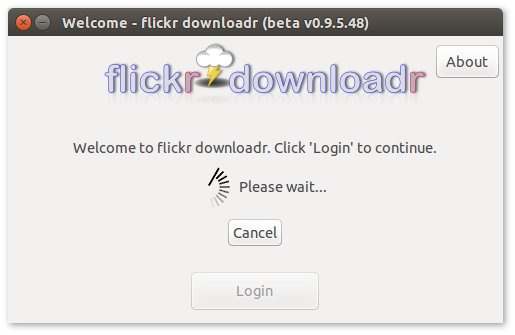 Welcome - flickr downloadr (beta v0.9.5.48)
flickr downloadr
About
Welcome to flickr downloadr. Click 'Login' to continue.
Please wait...
Cancel
Login